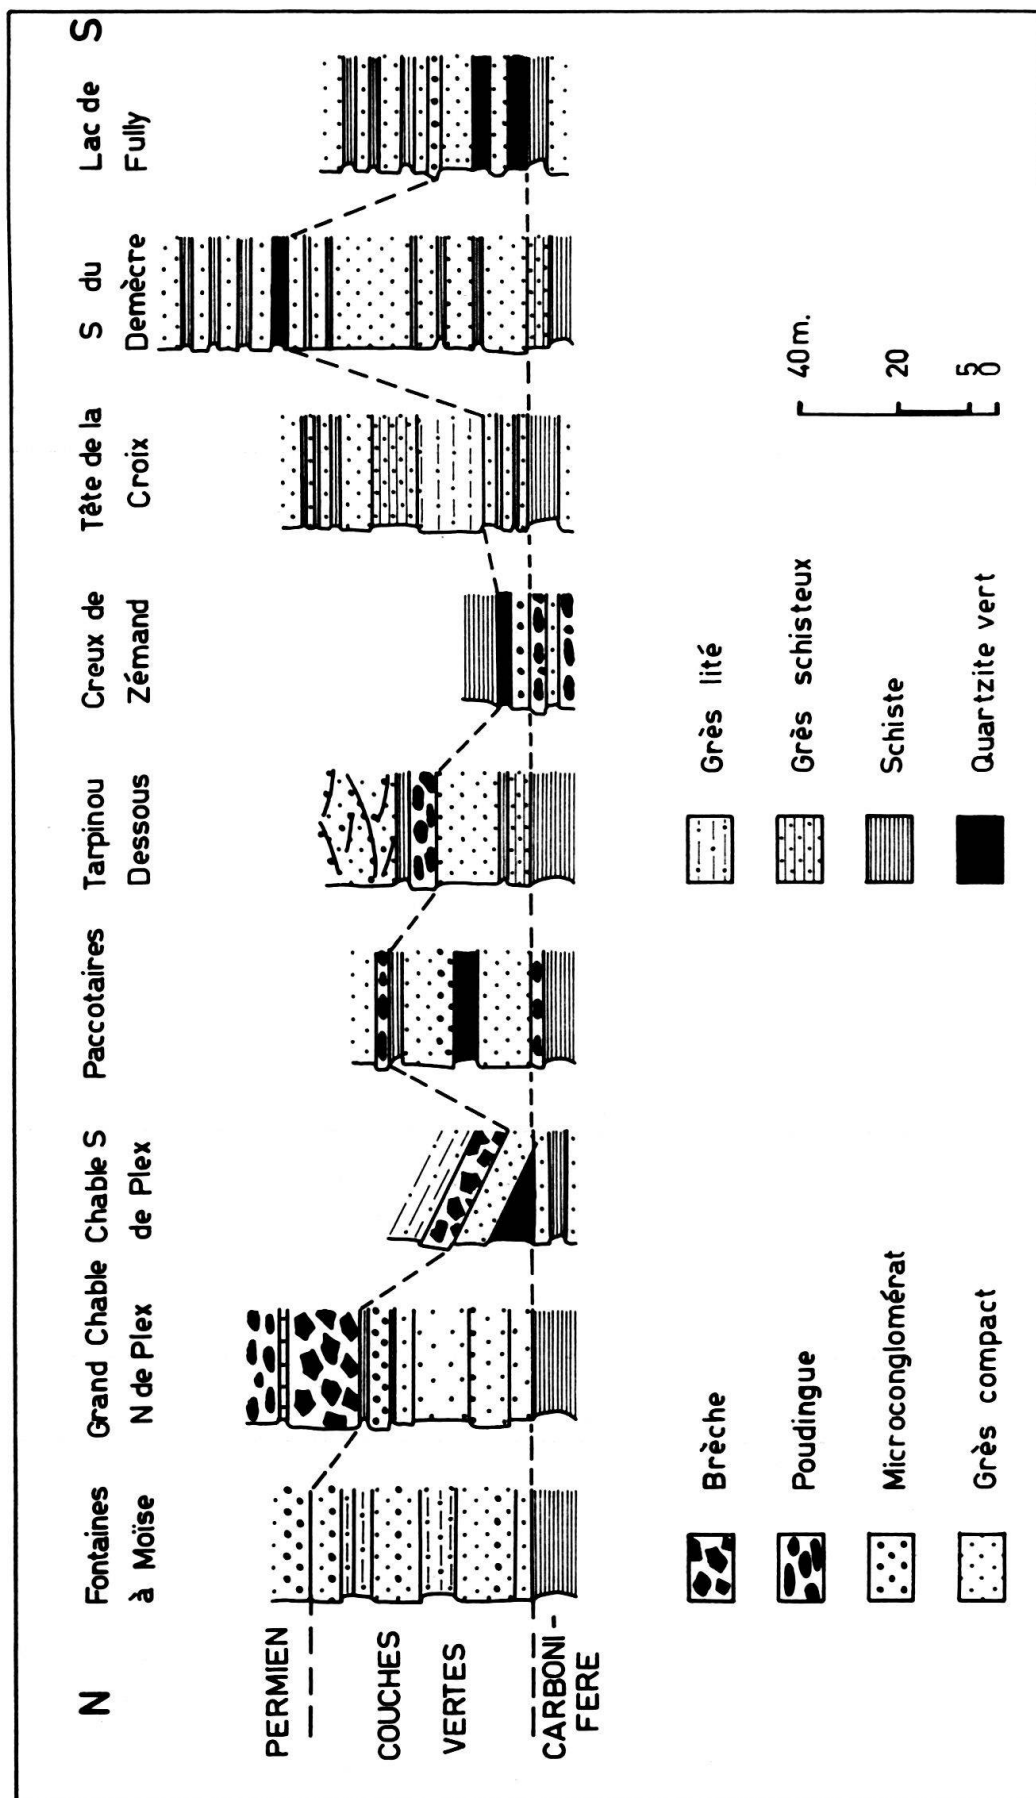 N
S
Fontaines
à Moïse
Grand Chable
N de Plex
Chable S
de Plex
Paccotaires
Tarpinou
Dessous
Creux de
Zémand
Tête de la
Croix
S du
Demècre
Lac de
Fully
PERMIEN
COUCHES
VERTES
CARBONI-
FERE
Brèche
Poudingue
Microconglomérat
Grès compact
Grès lité
Grès schisteux
Schiste
Quartzite vert
40 m.
20
5
0